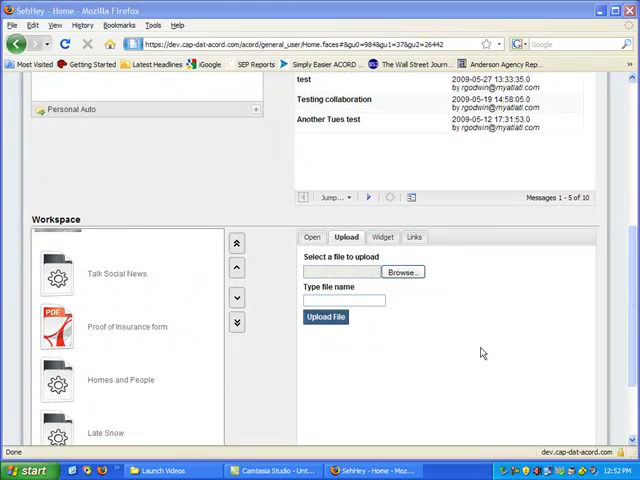 SehHey - Home - Mozilla Firefox
File Edit View History Bookmarks Tools Help
https://dev.cap-dat-acord.com/acord/general_user/Home.faces#&gu0=984&gu1=37&gu2=26442
Google
Most Visited Getting Started Latest Headlines iGoogle SEP Reports Simply Easier ACORD ... The Wall Street Journ... Anderson Agency Rep...
test 2009-05-27 13:33:35.0
by rgodwin@myatlatl.com
Personal Auto
Testing collaboration 2009-05-19 14:58:05.0
by rgodwin@myatlatl.com
Another Tues test 2009-05-12 17:31:53.0
by rgodwin@myatlatl.com
Jump... Messages 1 - 5 of 10
Workspace
Open Upload Widget Links
Talk Social News
PDF
Proof of Insurance form
Homes and People
Late Snow
Select a file to upload
Browse...
Type file name
Upload File
Done dev.cap-dat-acord.com
start Launch Videos Camtasia Studio - Unt... SehHey - Home - Moz... 12:52 PM